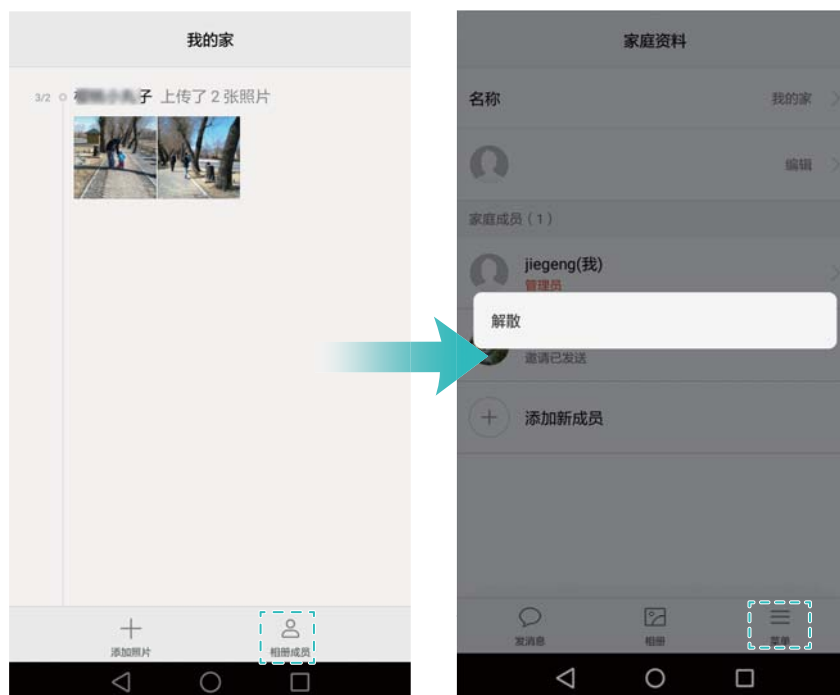 我的家
3/2
子 上传了 2 张照片
添加照片
相册成员
家庭资料
名称
我的家
编辑
家庭成员（1）
jiegeng(我)
管理员
解散
邀请已发送
添加新成员
发消息
相册
菜单